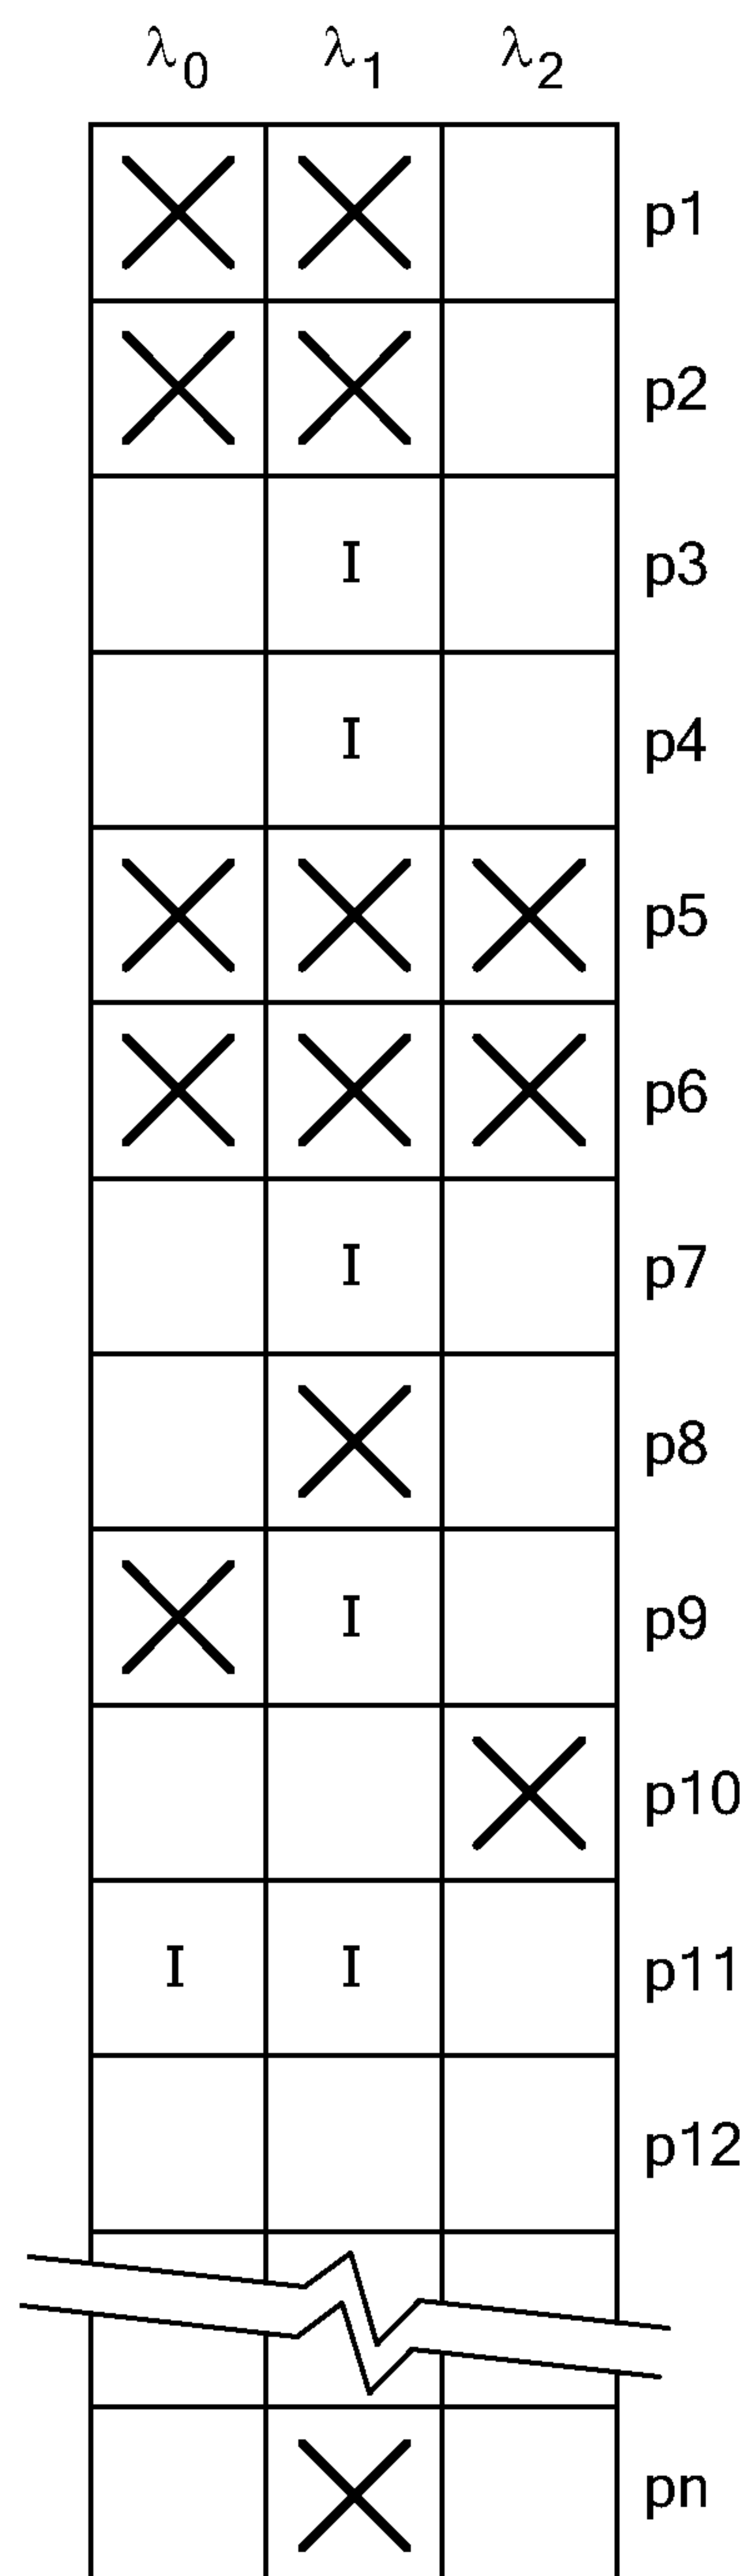 λ0 λ1 λ2
X X p1
X X p2
I p3
I p4
X X X p5
X X X p6
I p7
X p8
X I p9
X p10
I I p11
p12
X pn